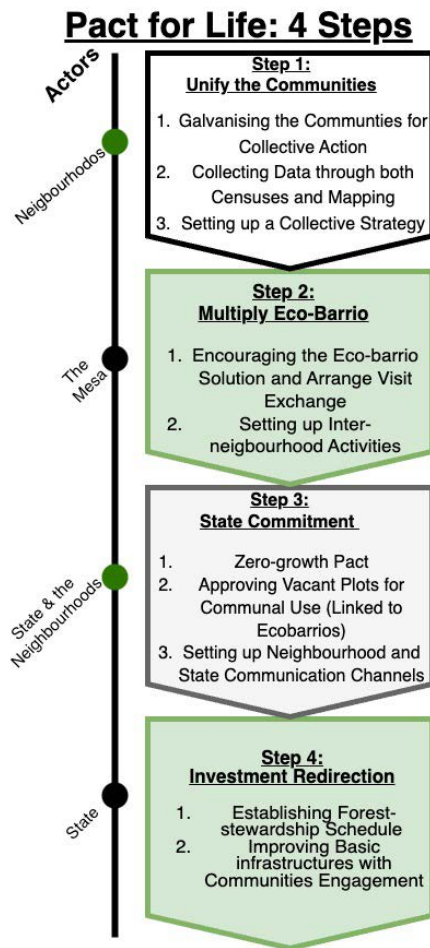 Pact for Life: 4 Steps
Actors
Step 1:
Unify the Communities
1. Galvanising the Communties for
Collective Action
2. Collecting Data through both
Censuses and Mapping
3. Setting up a Collective Strategy
Neigbourhodos
Step 2:
Multiply Eco-Barrio
1. Encouraging the Eco-barrio
Solution and Arrange Visit
Exchange
2. Setting up Inter-
neigbourhood Activities
The
Mesa
Step 3:
State Commitment
1. Zero-growth Pact
2. Approving Vacant Plots for
Communal Use (Linked to
Ecobarrios)
3. Setting up Neighbourhood and
State Communication Channels
State & the
Neighbourhoods
Step 4:
Investment Redirection
1. Establishing Forest-
stewardship Schedule
2. Improving Basic
infrastructures with
Communities Engagement
State